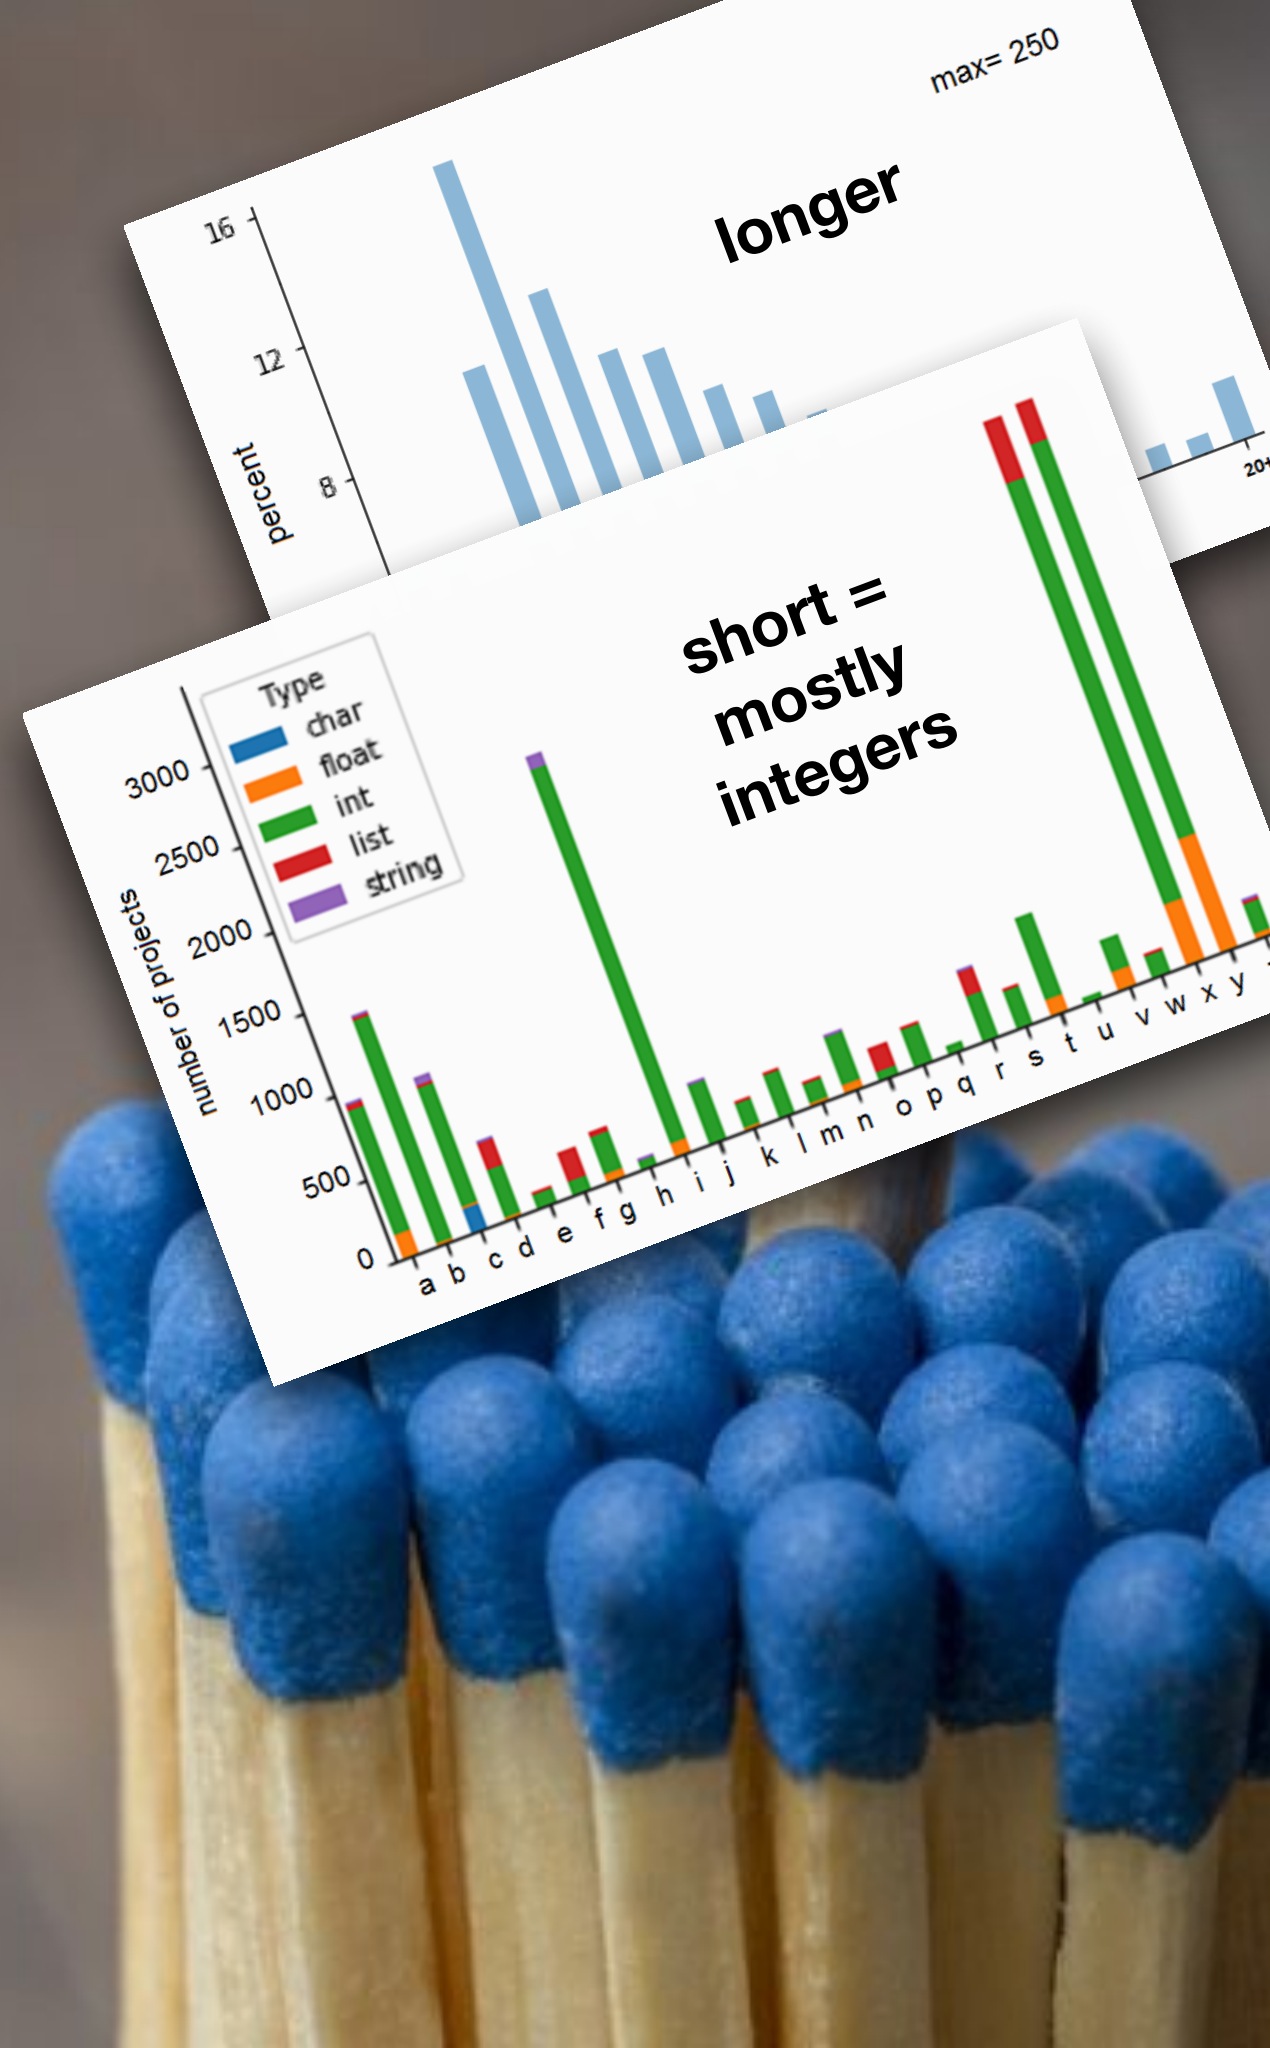 max= 250
longer
16
12
8
percent
short =
mostly
integers
Type
char
float
int
list
string
3000
2500
2000
1500
1000
500
0
number of projects
a b c d e f g h i j k l m n o p q r s t u v w x y
20+